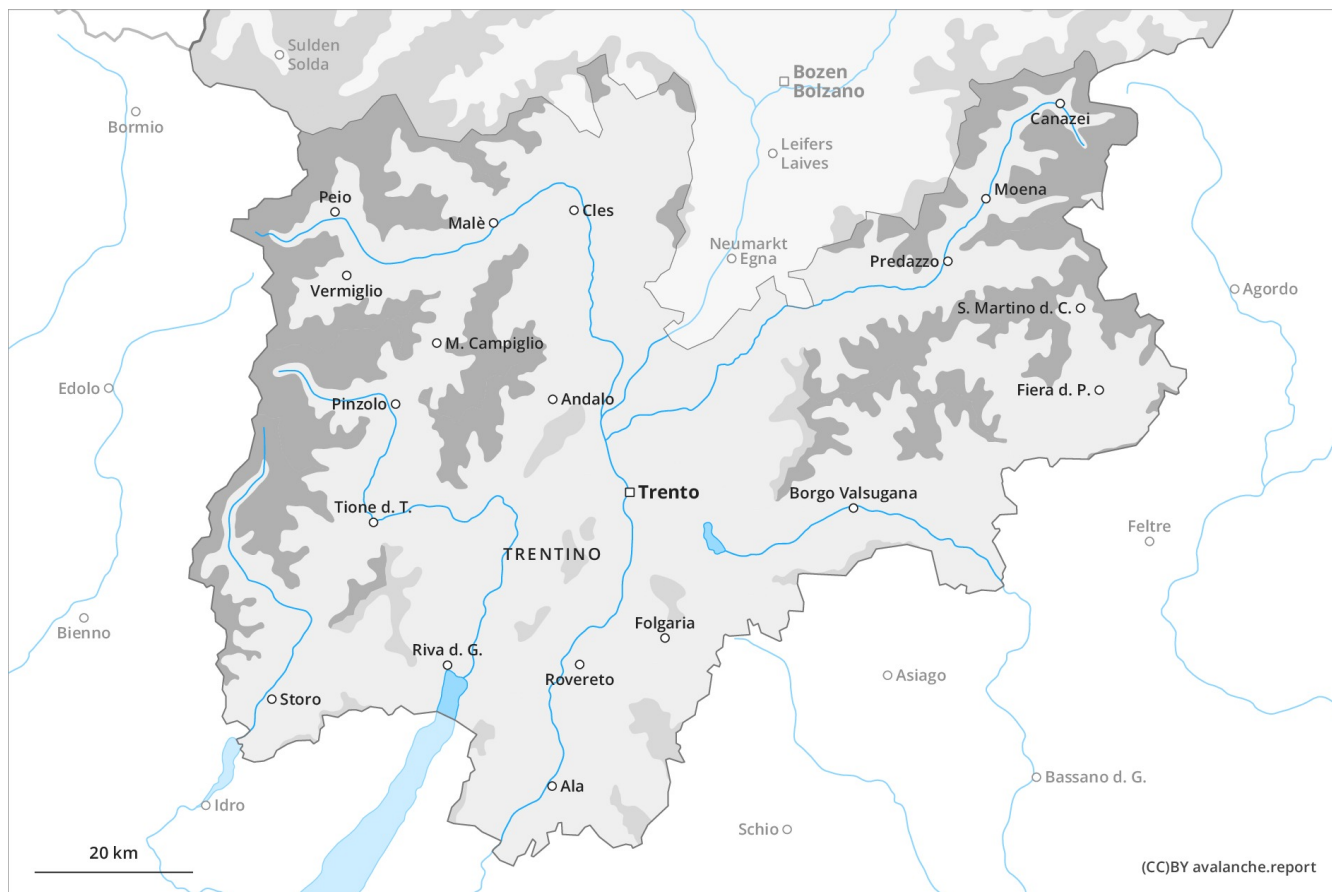 Sulden
Solda
Bozen
Bolzano
Bormio
Canazei
Leifers
Laives
Peio
Moena
Malè
Cles
Neumarkt
Egna
Predazzo
Vermiglio
Agordo
S. Martino d. C.
M. Campiglio
Edolo
Fiera d. P.
Andalo
Pinzolo
Trento
Borgo Valsugana
Tione d. T.
Feltre
TRENTINO
Bienno
Folgaria
Riva d. G.
Asiago
Rovereto
Storo
Bassano d. G.
Ala
Idro
Schio
20 km
(CC)BY avalanche.report